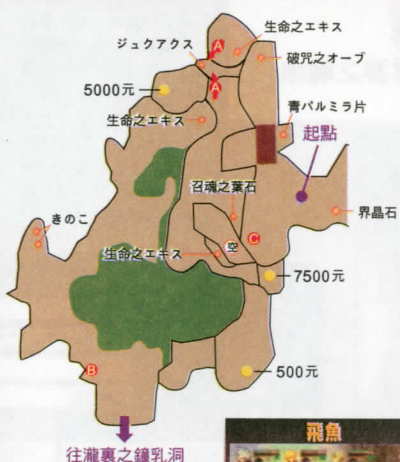 生命之エキス
ジュクアクス
A
破咒之オーブ
5000元
A
青パルミラ片
生命之エキス
起點
召魂之葉石
界晶石
きのこ
空
C
生命之エキス
7500元
B
500元
往瀧裏之鐘乳洞
飛魚